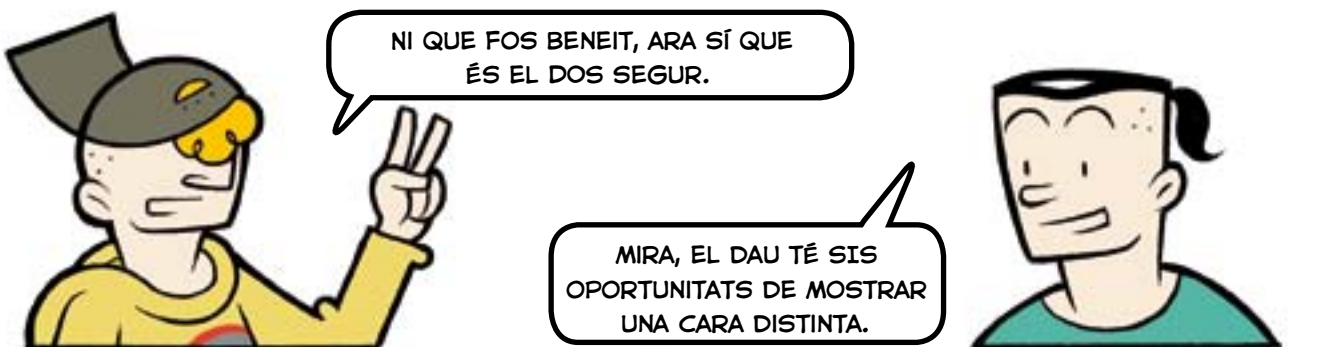 NI QUE FOS BENEIT, ARA SÍ QUE
ÉS EL DOS SEGUR.
MIRA, EL DAU TÉ SIS
OPORTUNITATS DE MOSTRAR
UNA CARA DISTINTA.